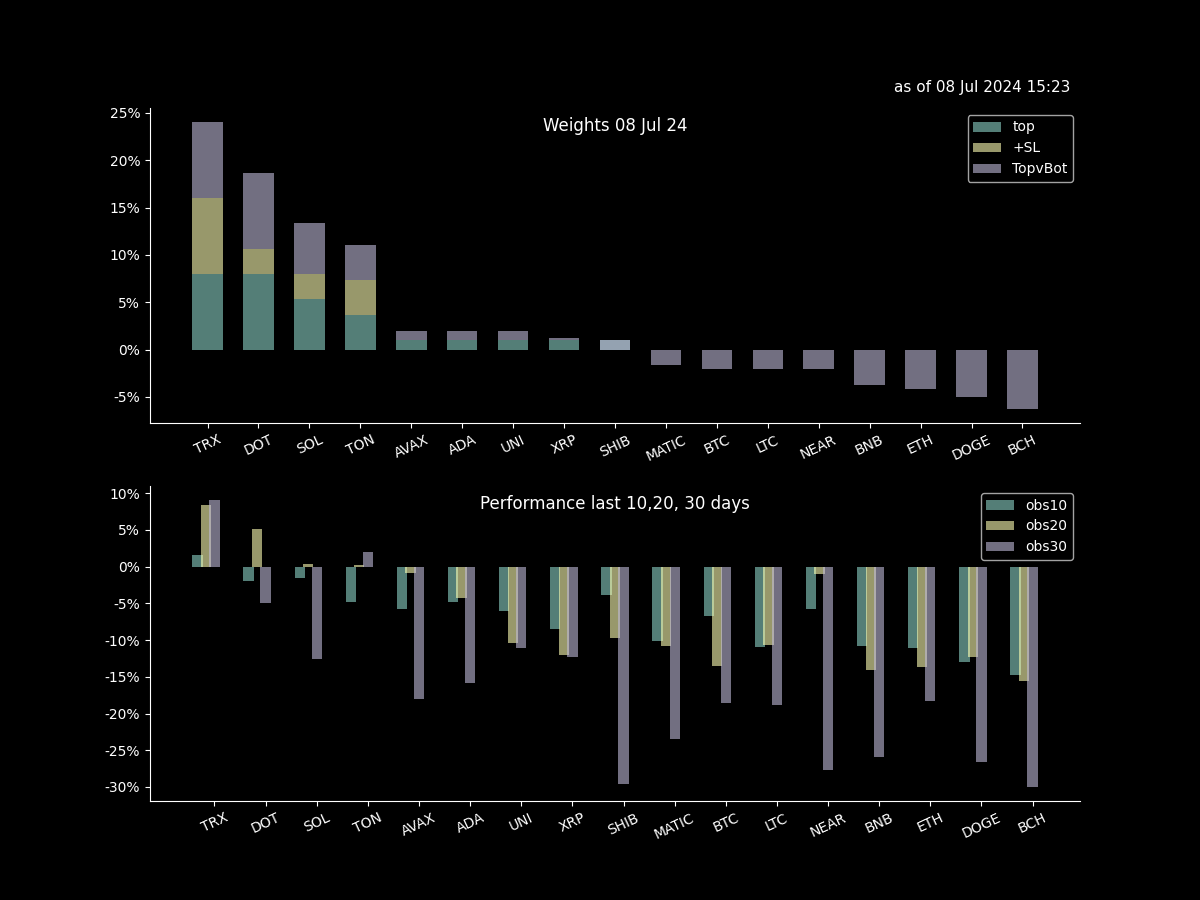 as of 08 Jul 2024 15:23
Weights 08 Jul 24
top
+SL
TopvBot
25%
20%
15%
10%
5%
0%
-5%
TRX DOT SOL TON AVAX ADA UNI XRP SHIB MATIC BTC LTC NEAR BNB ETH DOGE BCH
Performance last 10,20, 30 days
obs10
obs20
obs30
10%
5%
0%
-5%
-10%
-15%
-20%
-25%
-30%
TRX DOT SOL TON AVAX ADA UNI XRP SHIB MATIC BTC LTC NEAR BNB ETH DOGE BCH